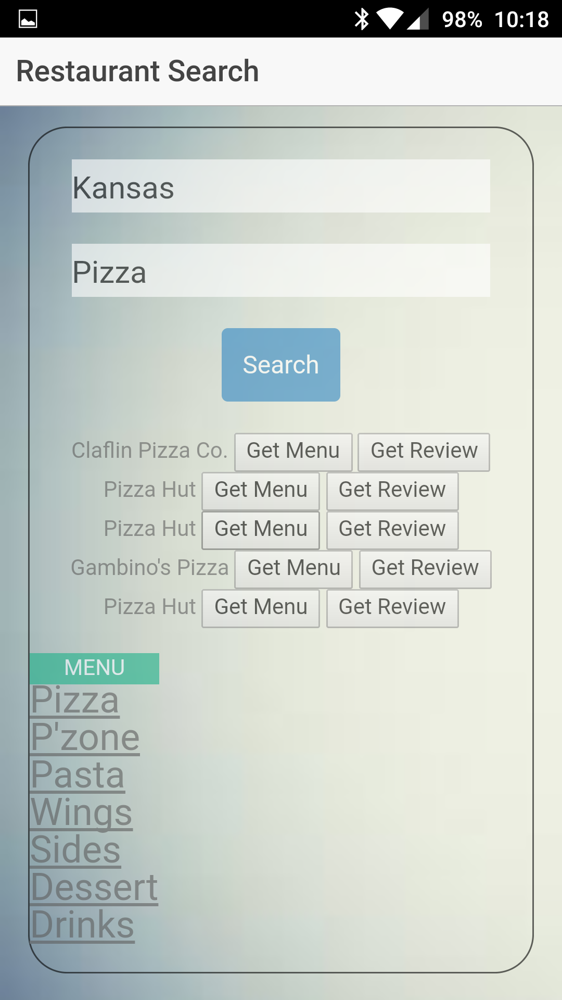 98% 10:18
Restaurant Search
Kansas
Pizza
Search
Claflin Pizza Co. Get Menu Get Review
Pizza Hut Get Menu Get Review
Pizza Hut Get Menu Get Review
Gambino's Pizza Get Menu Get Review
Pizza Hut Get Menu Get Review
MENU
Pizza
P'zone
Pasta
Wings
Sides
Dessert
Drinks